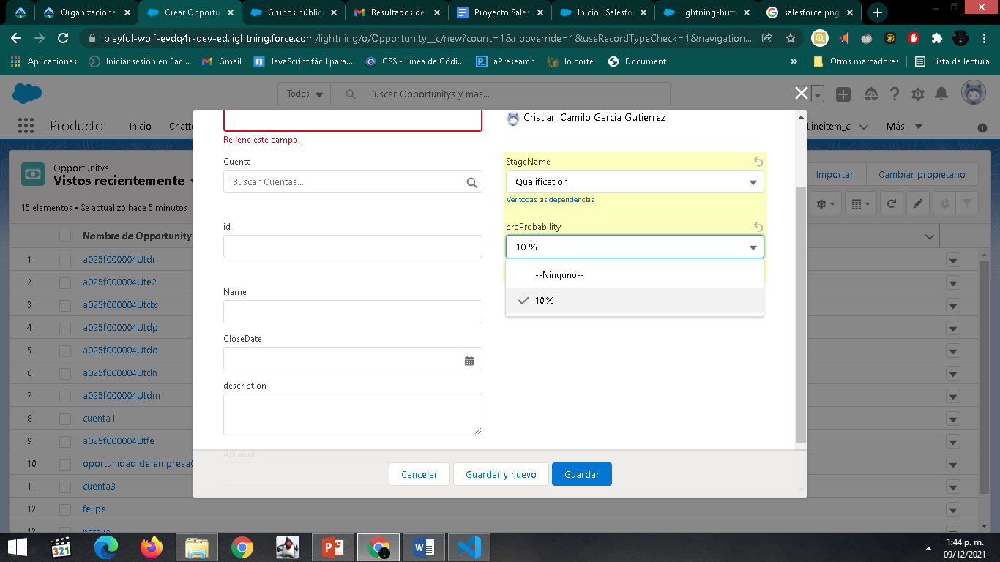 Organizaciones
Crear Opportu
Grupos públic
Resultados de
Proyecto Sales
Inicio | Salesfor
lightning-butt
salesforce png
playful-wolf-evdq4r-dev-ed.lightning.force.com/lightning/o/Opportunity__c/new?count=1&nooverride=1&useRecordTypeCheck=1&navigation...
Aplicaciones
Iniciar sesión en Fac...
Gmail
JavaScript fácil para...
CSS - Línea de Códi...
aPresearch
lo corte
Document
»
Otros marcadores
Lista de lectura
Todos
Buscar Opportunitys y más...
Producto
Inicio
Chatte
Lineitem_c
Más
Opportunitys
Vistos recientemente
15 elementos • Se actualizó hace 5 minutos
Importar
Cambiar propietario
Nombre de Opportunity
1 a025f000004Utdr
2 a025f000004Ute2
3 a025f000004Utdx
4 a025f000004Utdp
5 a025f000004Utdo
6 a025f000004Utdn
7 a025f000004Utdm
8 cuenta1
9 a025f000004Utfe
10 oportunidad de empresa
11 cuenta3
12 felipe
13 natalia
Rellene este campo.
Cristian Camilo Garcia Gutierrez
Cuenta
Buscar Cuentas...
StageName
Qualification
Ver todas las dependencias
id
proProbability
10 %
--Ninguno--
10%
Name
CloseDate
description
Amount
Cancelar
Guardar y nuevo
Guardar
321
1:44 p. m.
09/12/2021